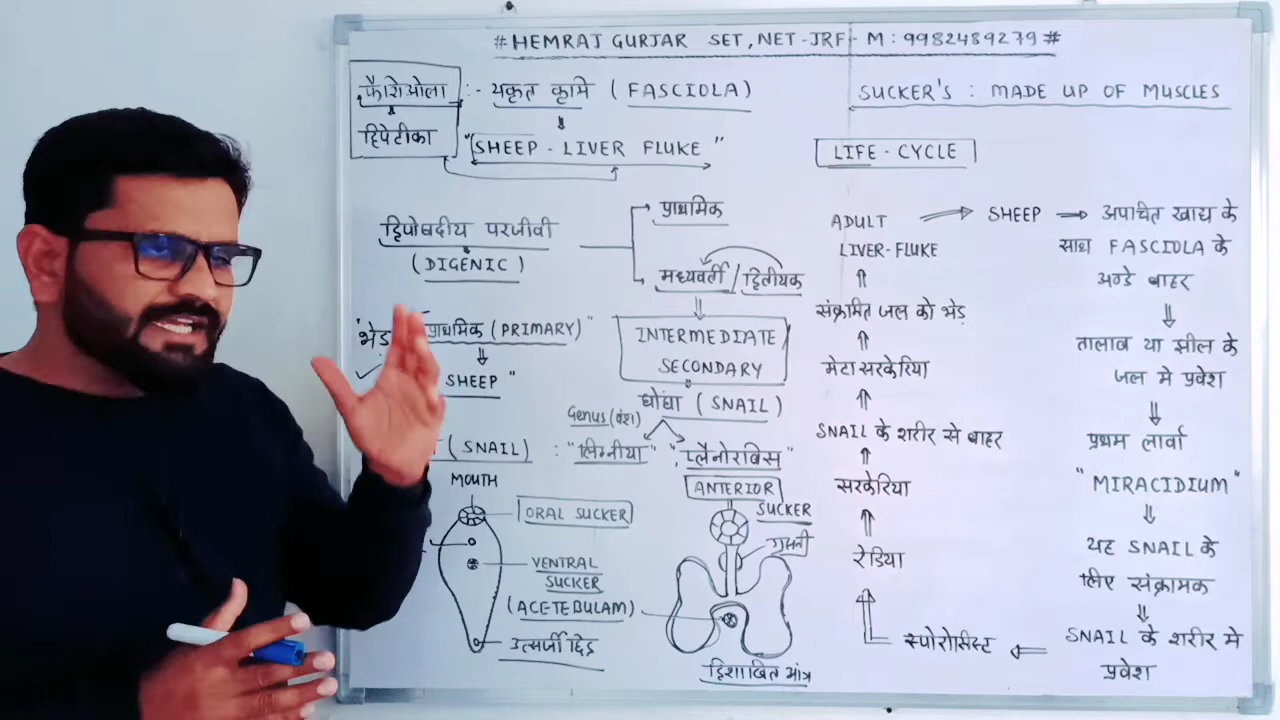 #HEMRAJ GURJAR SET, NET-JRF - M: 9982489279#
फैशीओला :- यकृत कृमि (FASCIOLA)
हिपेटीका
"SHEEP - LIVER FLUKE"
SUCKER'S : MADE UP OF MUSCLES
द्विपोषदीय परजीवी
(DIGENIC)
प्राथमिक
मध्यवर्ती / द्वितीयक
INTERMEDIATE/
SECONDARY
घोंघा (SNAIL)
Genus (वंश)
'भेड प्राथमिक (PRIMARY)"
SHEEP"
(SNAIL) : "लिम्नीया" , "प्लैनोरबिस"
MOUTH
ORAL SUCKER
VENTRAL
SUCKER
(ACETEBULAM)
उत्सर्जी छिद्र
ANTERIOR
SUCKER
ग्रसनी
द्विशाखित आंत्र
LIFE-CYCLE
ADULT
LIVER-FLUKE
SHEEP
अपाचित खाद्य के
साथ FASCIOLA के
अण्डे बाहर
तालाब या झील के
जल मे प्रवेश
प्रथम लार्वा
"MIRACIDIUM"
यह SNAIL के
लिए संक्रामक
SNAIL के शरीर मे
प्रवेश
स्पोरोसिस्ट
रेडिया
सरकेरिया
SNAIL के शरीर से बाहर
मेटा सरकेरिया
संक्रमित जल को भेड़